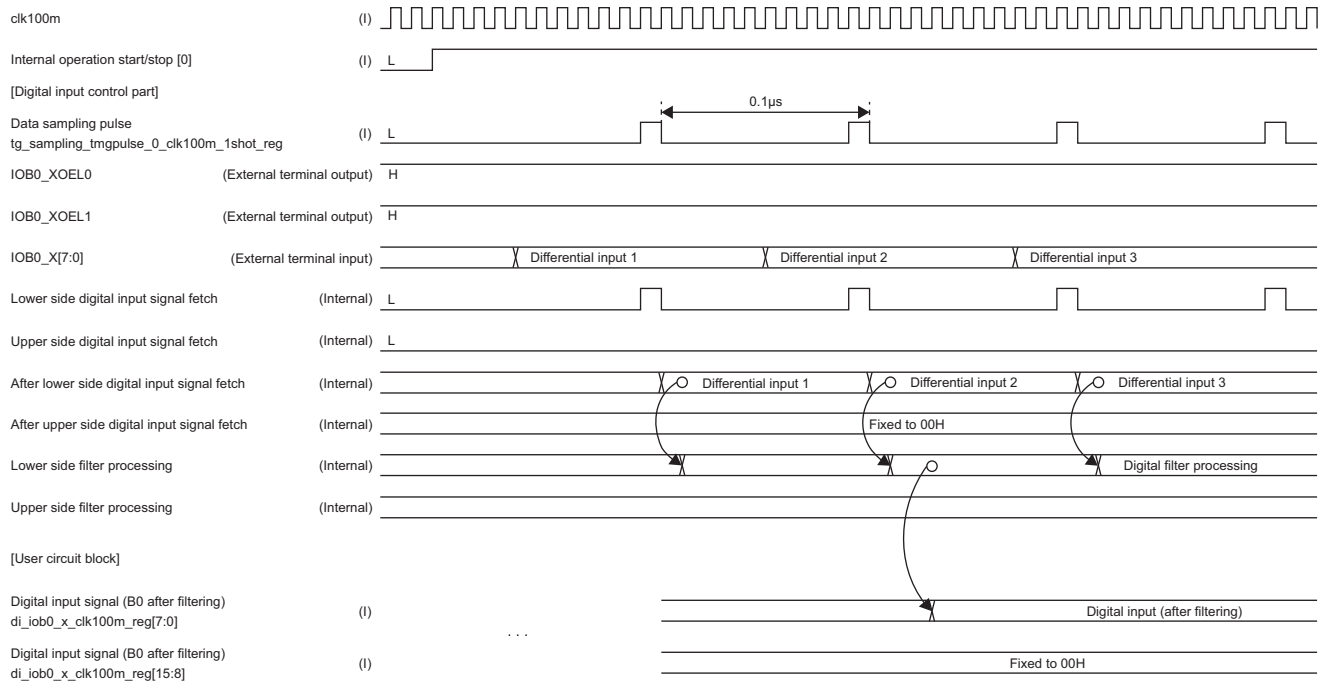 clk100m (I)
Internal operation start/stop [0] (I) L
[Digital input control part]
0.1µs
Data sampling pulse
tg_sampling_tmgpulse_0_clk100m_1shot_reg (I) L
IOB0_XOEL0 (External terminal output) H
IOB0_XOEL1 (External terminal output) H
IOB0_X[7:0] (External terminal input) Differential input 1 Differential input 2 Differential input 3
Lower side digital input signal fetch (Internal) L
Upper side digital input signal fetch (Internal) L
After lower side digital input signal fetch (Internal) Differential input 1 Differential input 2 Differential input 3
After upper side digital input signal fetch (Internal) Fixed to 00H
Lower side filter processing (Internal) Digital filter processing
Upper side filter processing (Internal)
[User circuit block]
Digital input signal (B0 after filtering)
di_iob0_x_clk100m_reg[7:0] (I) Digital input (after filtering)
. . .
Digital input signal (B0 after filtering)
di_iob0_x_clk100m_reg[15:8] (I) Fixed to 00H